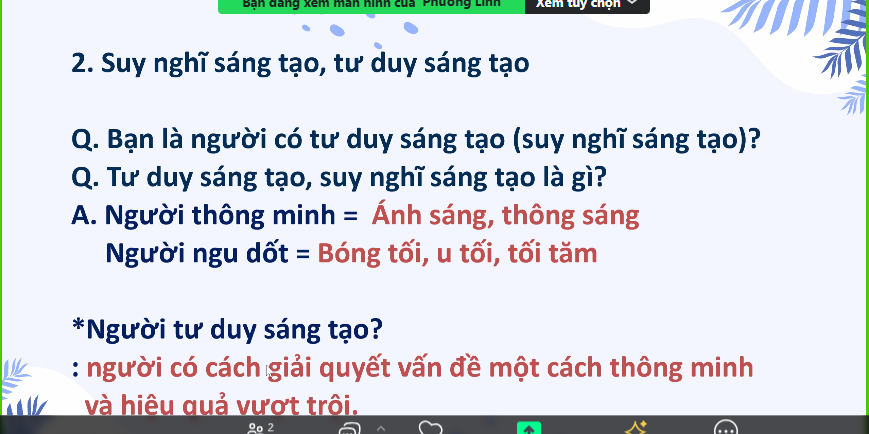 Bạn đang xem màn hình của Phương Linh Xem tùy chọn
2. Suy nghĩ sáng tạo, tư duy sáng tạo
Q. Bạn là người có tư duy sáng tạo (suy nghĩ sáng tạo)?
Q. Tư duy sáng tạo, suy nghĩ sáng tạo là gì?
A. Người thông minh = Ánh sáng, thông sáng
Người ngu dốt = Bóng tối, u tối, tối tăm
*Người tư duy sáng tạo?
: người có cách giải quyết vấn đề một cách thông minh
và hiệu quả vượt trội.
2